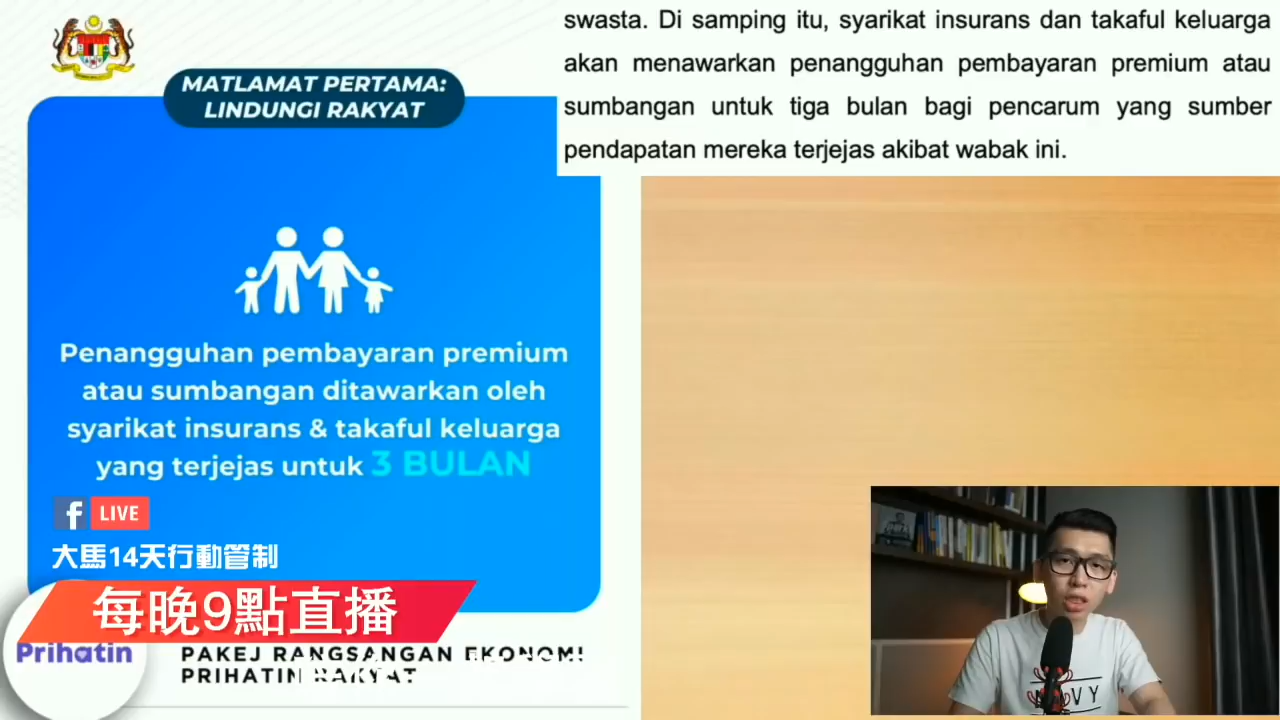 MATLAMAT PERTAMA:
LINDUNGI RAKYAT
swasta. Di samping itu, syarikat insurans dan takaful keluarga
akan menawarkan penangguhan pembayaran premium atau
sumbangan untuk tiga bulan bagi pencarum yang sumber
pendapatan mereka terjejas akibat wabak ini.
Penangguhan pembayaran premium
atau sumbangan ditawarkan oleh
syarikat insurans & takaful keluarga
yang terjejas untuk 3 BULAN
f LIVE
大馬14天行動管制
每晚9點直播
Prihatin
PAKEJ RANGSANGAN EKONOMI
PRIHATIN RAKYAT
VY